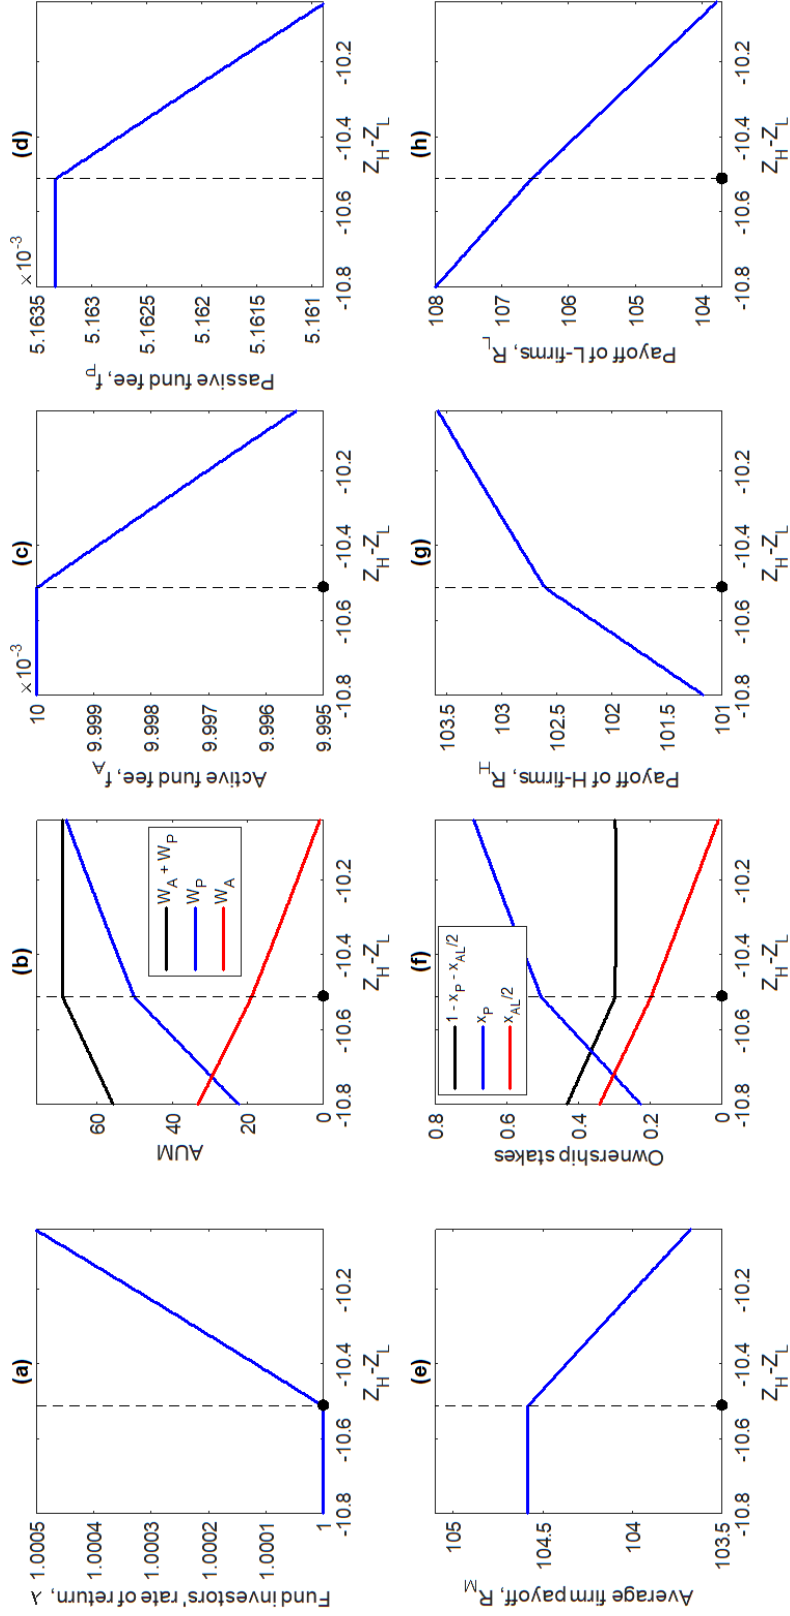 (a)
Fund investors' rate of return, λ
1.0005
1.0004
1.0003
1.0002
1.0001
1
-10.8
-10.6
-10.4
-10.2
Z_H-Z_L
(b)
AUM
60
40
20
0
W_A + W_P
W_P
W_A
-10.8
-10.6
-10.4
-10.2
Z_H-Z_L
(c)
×10^-3
Active fund fee, f_A
10
9.999
9.998
9.997
9.996
9.995
-10.8
-10.6
-10.4
-10.2
Z_H-Z_L
(d)
×10^-3
Passive fund fee, f_P
5.1635
5.163
5.1625
5.162
5.1615
5.161
-10.8
-10.6
-10.4
-10.2
Z_H-Z_L
(e)
Average firm payoff, R_M
105
104.5
104
103.5
-10.8
-10.6
-10.4
-10.2
Z_H-Z_L
(f)
Ownership stakes
0.8
0.6
0.4
0.2
0
1 - x_P - x_AL/2
x_P
x_AL/2
-10.8
-10.6
-10.4
-10.2
Z_H-Z_L
(g)
Payoff of H-firms, R_H
103.5
103
102.5
102
101.5
101
-10.8
-10.6
-10.4
-10.2
Z_H-Z_L
(h)
Payoff of L-firms, R_L
108
107
106
105
104
-10.8
-10.6
-10.4
-10.2
Z_H-Z_L